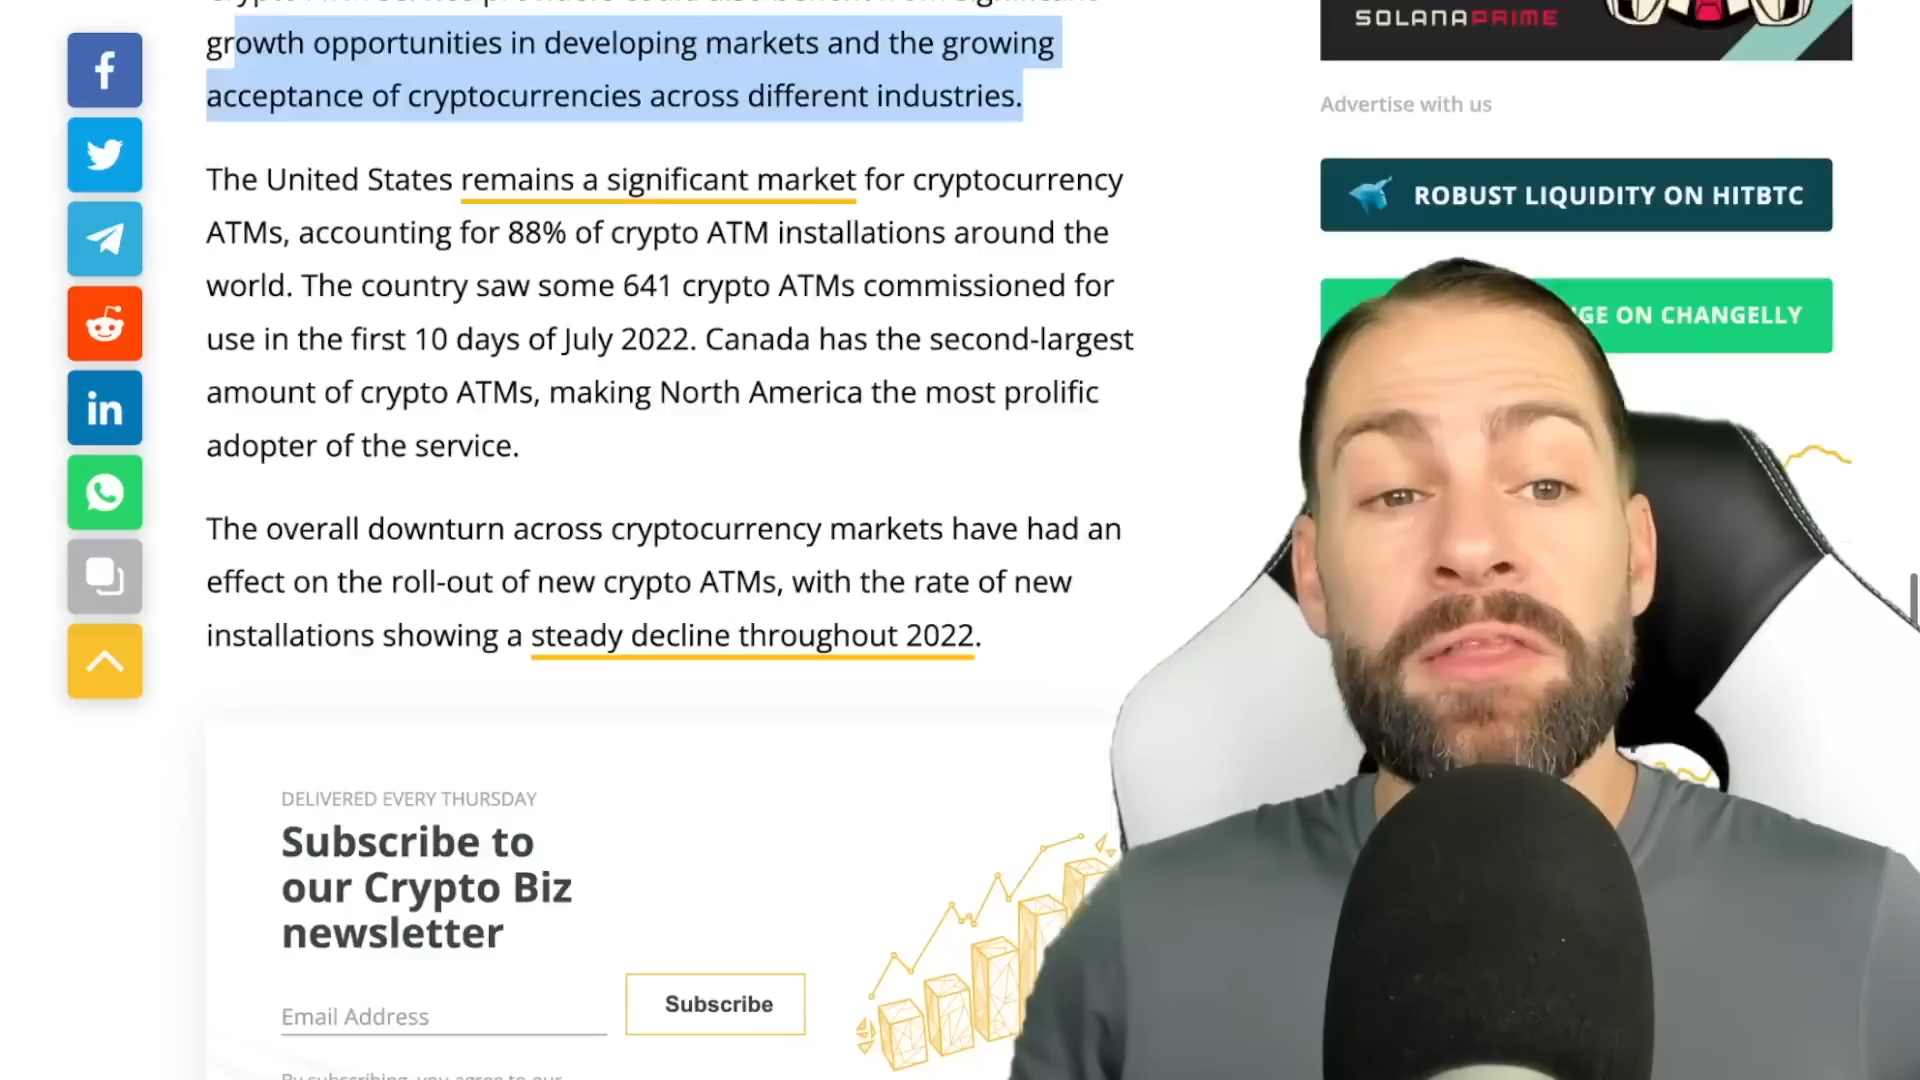 growth opportunities in developing markets and the growing
acceptance of cryptocurrencies across different industries.
The United States remains a significant market for cryptocurrency
ATMs, accounting for 88% of crypto ATM installations around the
world. The country saw some 641 crypto ATMs commissioned for
use in the first 10 days of July 2022. Canada has the second-largest
amount of crypto ATMs, making North America the most prolific
adopter of the service.
The overall downturn across cryptocurrency markets have had an
effect on the roll-out of new crypto ATMs, with the rate of new
installations showing a steady decline throughout 2022.
DELIVERED EVERY THURSDAY
Subscribe to
our Crypto Biz
newsletter
Email Address
Subscribe
By subscribing, you agree to our
SOLANAPRIME
Advertise with us
ROBUST LIQUIDITY ON HITBTC
ON CHANGELLY